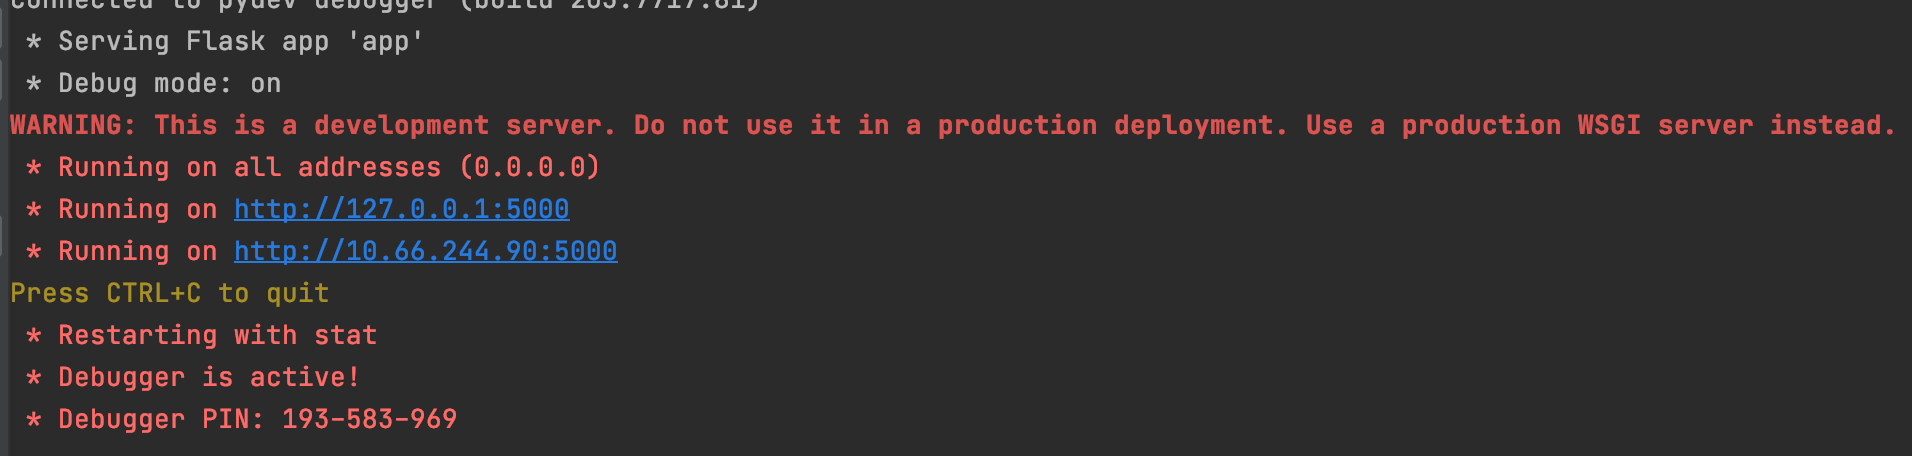 Connected to pydev debugger (build 203.7717.81)
* Serving Flask app 'app'
* Debug mode: on
WARNING: This is a development server. Do not use it in a production deployment. Use a production WSGI server instead.
* Running on all addresses (0.0.0.0)
* Running on http://127.0.0.1:5000
* Running on http://10.66.244.90:5000
Press CTRL+C to quit
* Restarting with stat
* Debugger is active!
* Debugger PIN: 193-583-969